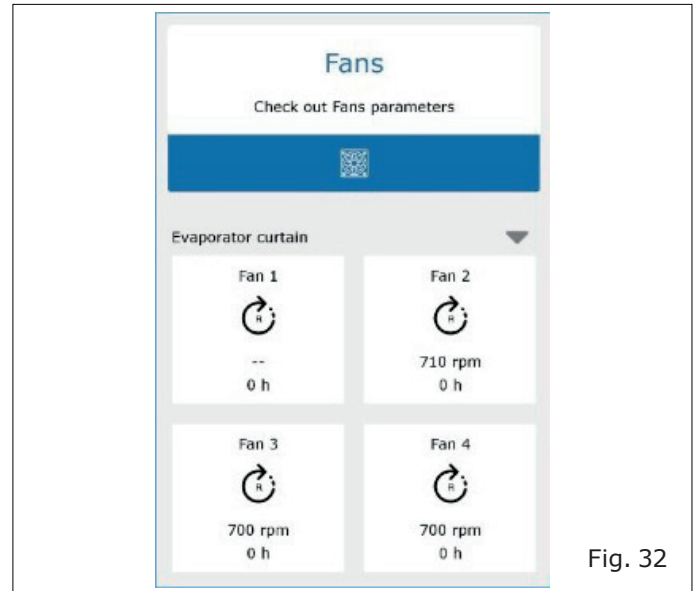 Fans
Check out Fans parameters
Evaporator curtain
Fan 1
R
--
0 h
Fan 2
R
710 rpm
0 h
Fan 3
R
700 rpm
0 h
Fan 4
R
700 rpm
0 h
Fig. 32